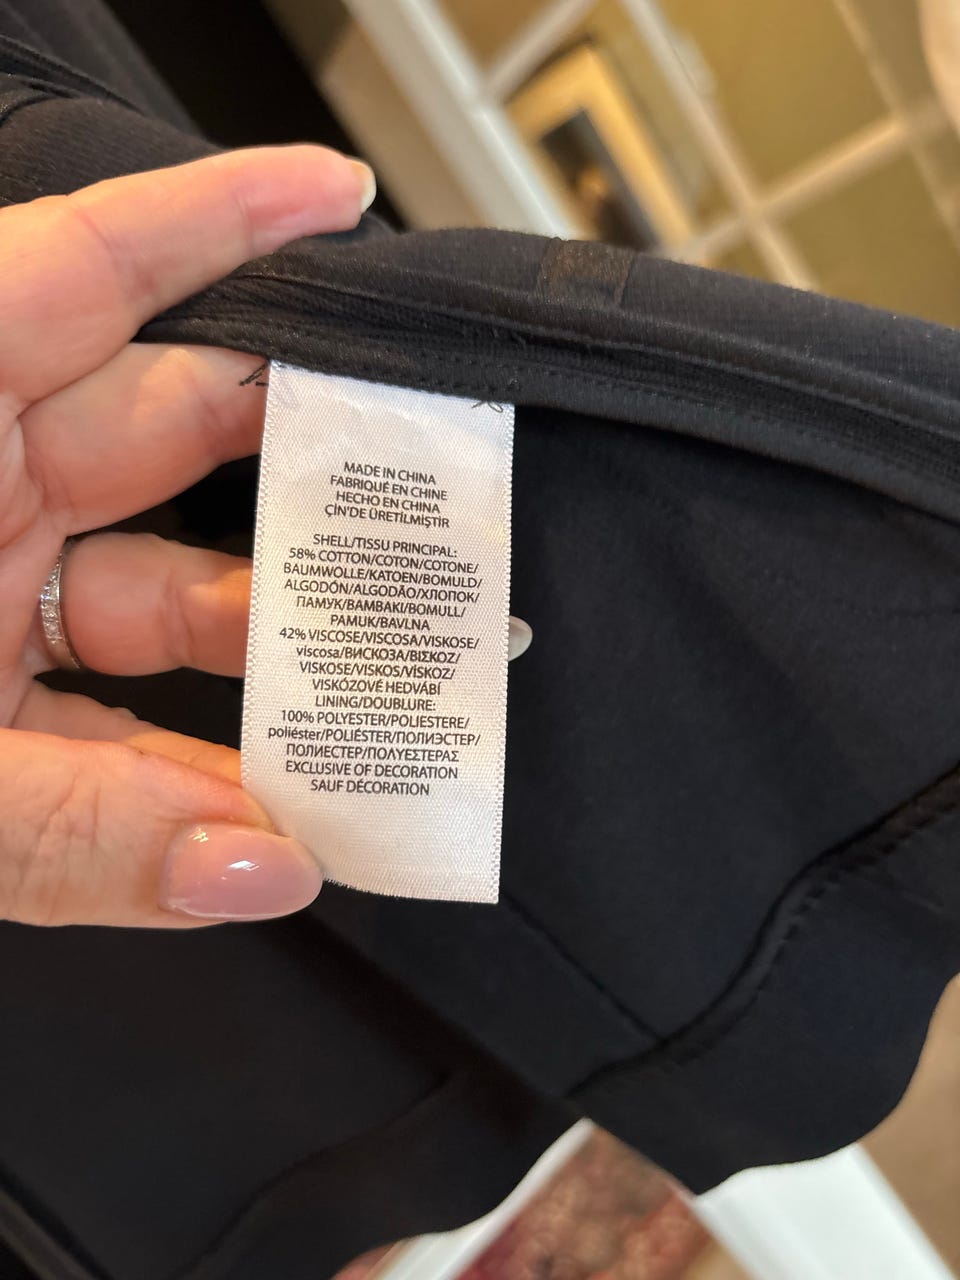 MADE IN CHINA
FABRIQUÉ EN CHINE
HECHO EN CHINA
ÇİN'DE ÜRETİLMİŞTİR
SHELL/TISSU PRINCIPAL:
58% COTTON/COTON/COTONE/
BAUMWOLLE/KATOEN/BOMULD/
ALGODÓN/ALGODÃO/ХЛОПОК/
ПАМУК/ΒΑΜΒΑΚΙ/BOMULL/
PAMUK/BAVLNA
42% VISCOSE/VISCOSA/VISKOSE/
viscosa/ВИСКОЗА/ΒΙΣΚΟΖ/
VISKOSE/VISKOS/VİSKOZ/
VISKÓZOVÉ HEDVÁBÍ
LINING/DOUBLURE:
100% POLYESTER/POLIESTERE/
poliéster/POLIÉSTER/ПОЛИЭСТЕР/
ПОЛИЕСТЕР/ΠΟΛΥΕΣΤΕΡΑΣ
EXCLUSIVE OF DECORATION
SAUF DÉCORATION